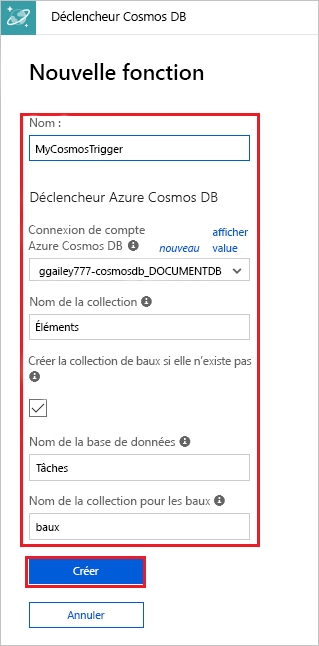 Déclencheur Cosmos DB
Nouvelle fonction
Nom :
MyCosmosTrigger
Déclencheur Azure Cosmos DB
Connexion de compte afficher
Azure Cosmos DB nouveau value
ggailey777-cosmosdb_DOCUMENTDB
Nom de la collection
Éléments
Créer la collection de baux si elle n'existe pas
Nom de la base de données
Tâches
Nom de la collection pour les baux
baux
Créer
Annuler